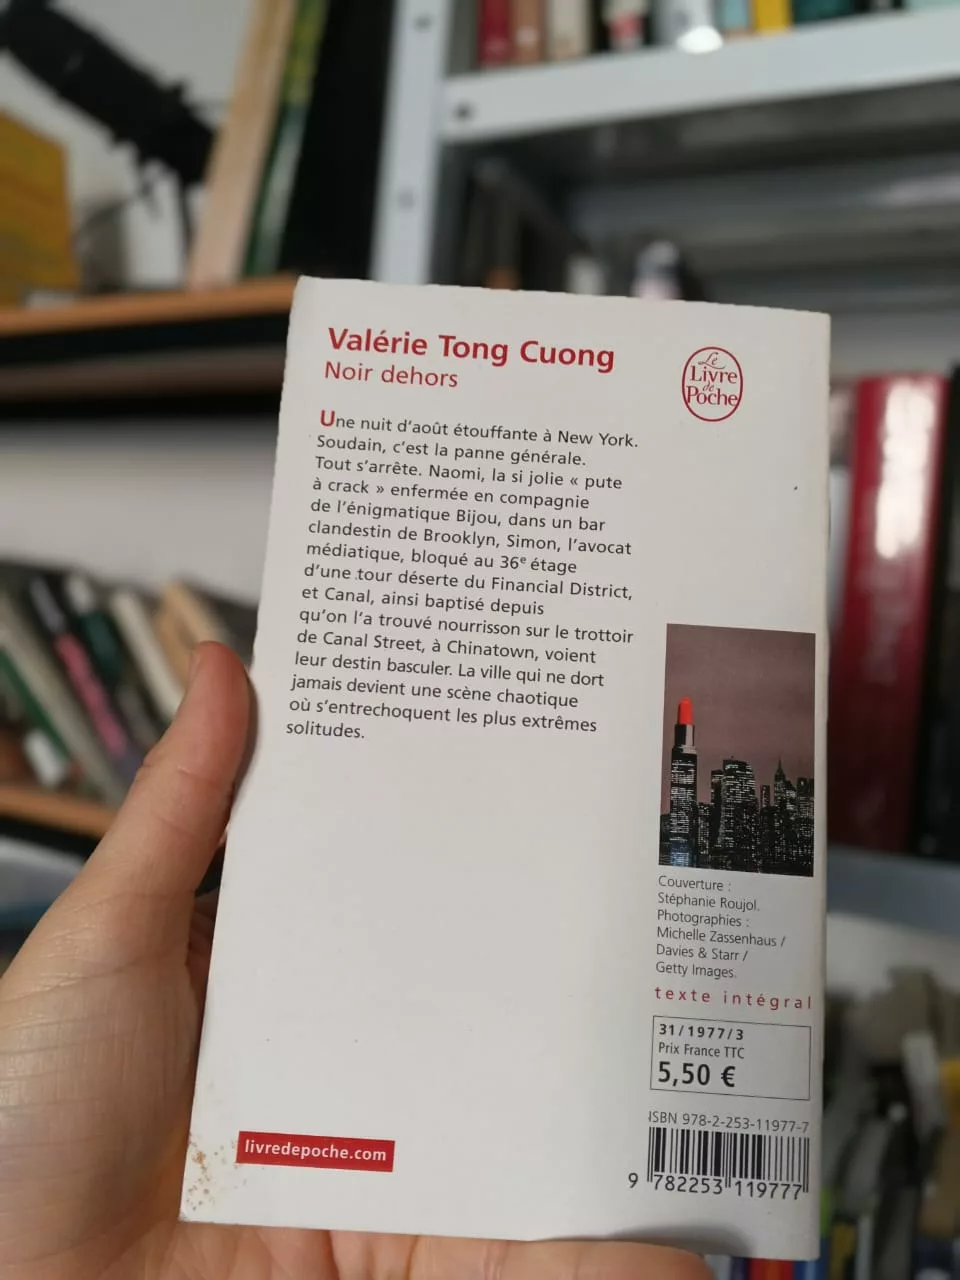 Valérie Tong Cuong
Noir dehors
Le
Livre
de
Poche
Une nuit d'août étouffante à New York.
Soudain, c'est la panne générale.
Tout s'arrête. Naomi, la si jolie « pute
à crack » enfermée en compagnie
de l'énigmatique Bijou, dans un bar
clandestin de Brooklyn, Simon, l'avocat
médiatique, bloqué au 36e étage
d'une tour déserte du Financial District,
et Canal, ainsi baptisé depuis
qu'on l'a trouvé nourrisson sur le trottoir
de Canal Street, à Chinatown, voient
leur destin basculer. La ville qui ne dort
jamais devient une scène chaotique
où s'entrechoquent les plus extrêmes
solitudes.
Couverture :
Stéphanie Roujol.
Photographies :
Michelle Zassenhaus /
Davies & Starr /
Getty Images.
texte intégral
31/1977/3
Prix France TTC
5,50 €
ISBN 978-2-253-11977-7
9 782253 119777
livredepoche.com